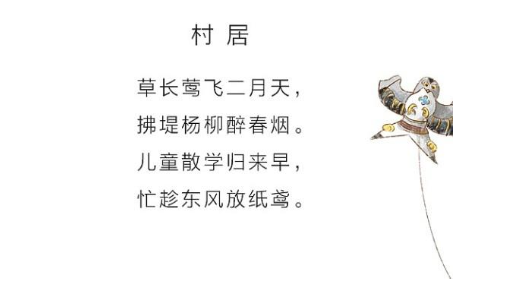 村居
草长莺飞二月天，
拂堤杨柳醉春烟。
儿童散学归来早，
忙趁东风放纸鸢。